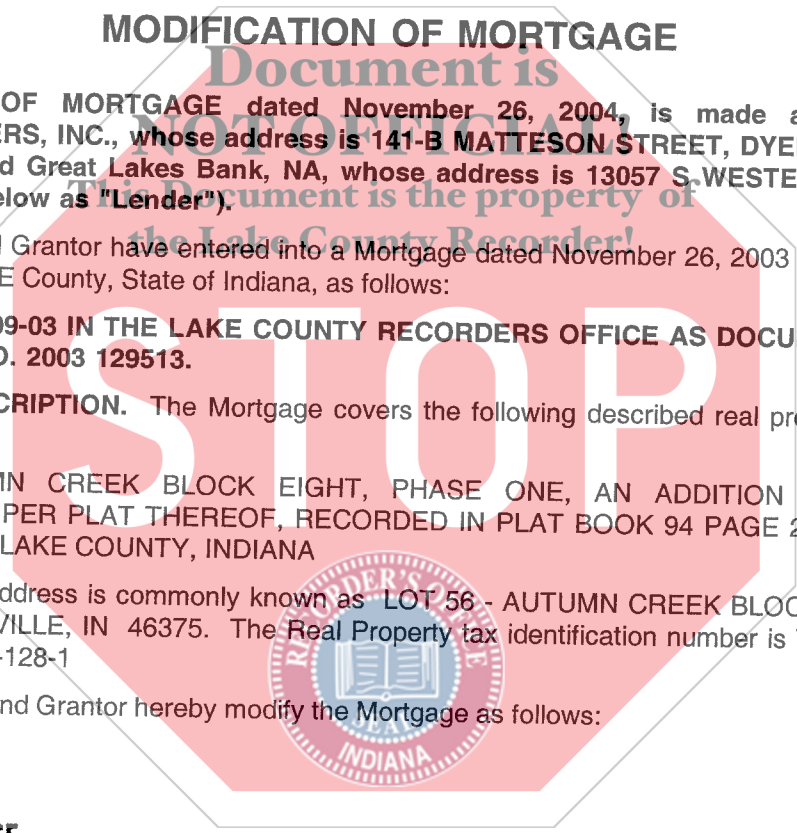 MODIFICATION OF MORTGAGE
Document is
OF MORTGAGE dated November 26, 2004, is made a
NOT OFFICIAL!
ERS, INC., whose address is 141-B MATTESON STREET, DYE
d Great Lakes Bank, NA, whose address is 13057 S. WESTE
This Document is the property of
elow as "Lender").
the Lake County Recorder!
Grantor have entered into a Mortgage dated November 26, 2003
E County, State of Indiana, as follows:
STOP
09-03 IN THE LAKE COUNTY RECORDERS OFFICE AS DOCU
O. 2003 129513.
CRIPTION. The Mortgage covers the following described real pr
MN CREEK BLOCK EIGHT, PHASE ONE, AN ADDITION
PER PLAT THEREOF, RECORDED IN PLAT BOOK 94 PAGE 2
LAKE COUNTY, INDIANA
address is commonly known as LOT 56 - AUTUMN CREEK BLOC
VILLE, IN 46375. The Real Property tax identification number is
-128-1
RECORDER'S OFFICE
SEAL
INDIANA
nd Grantor hereby modify the Mortgage as follows: